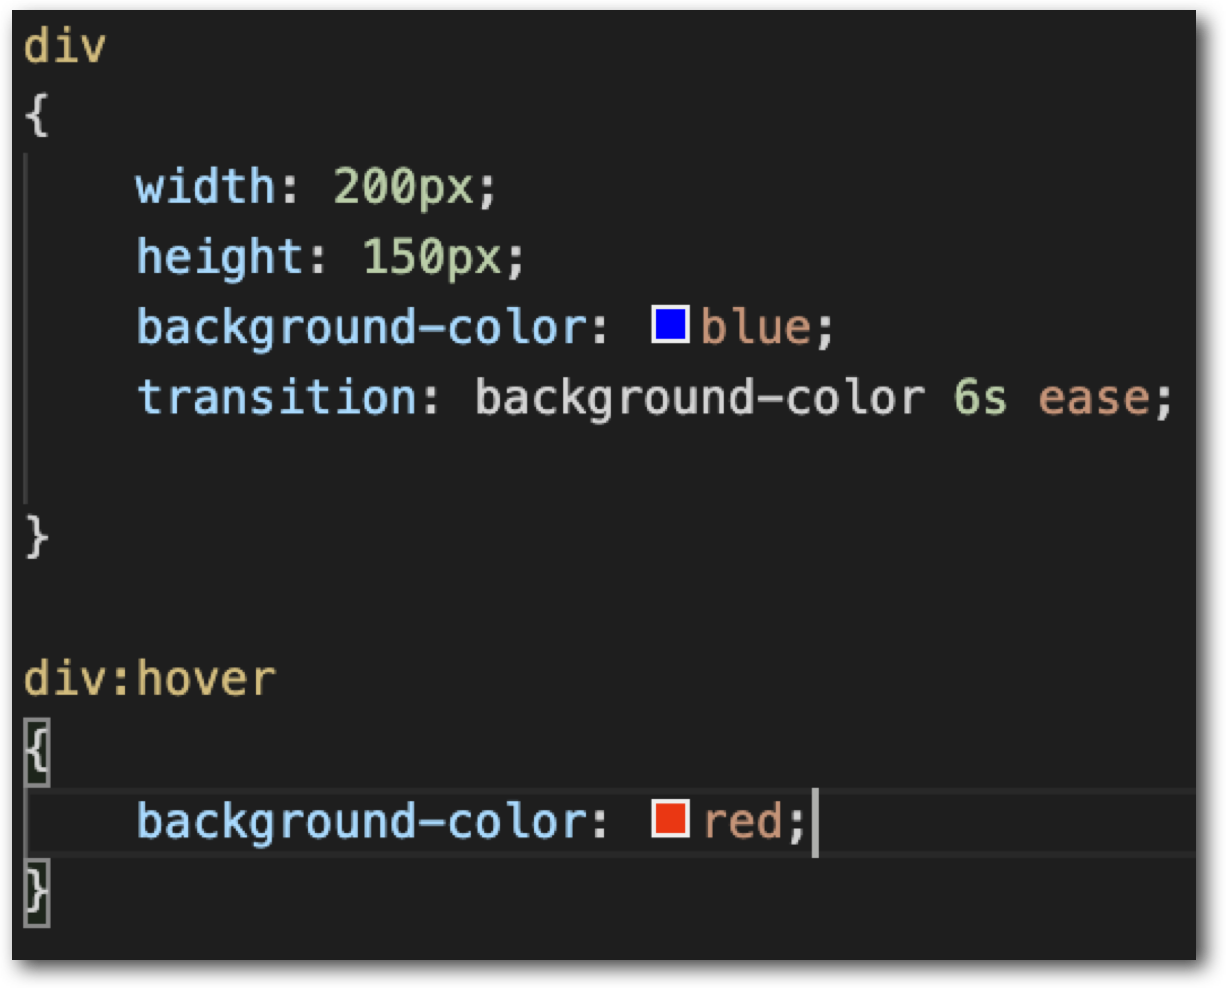 div
{
    width: 200px;
    height: 150px;
    background-color: blue;
    transition: background-color 6s ease;
}
div:hover
{
    background-color: red;
}